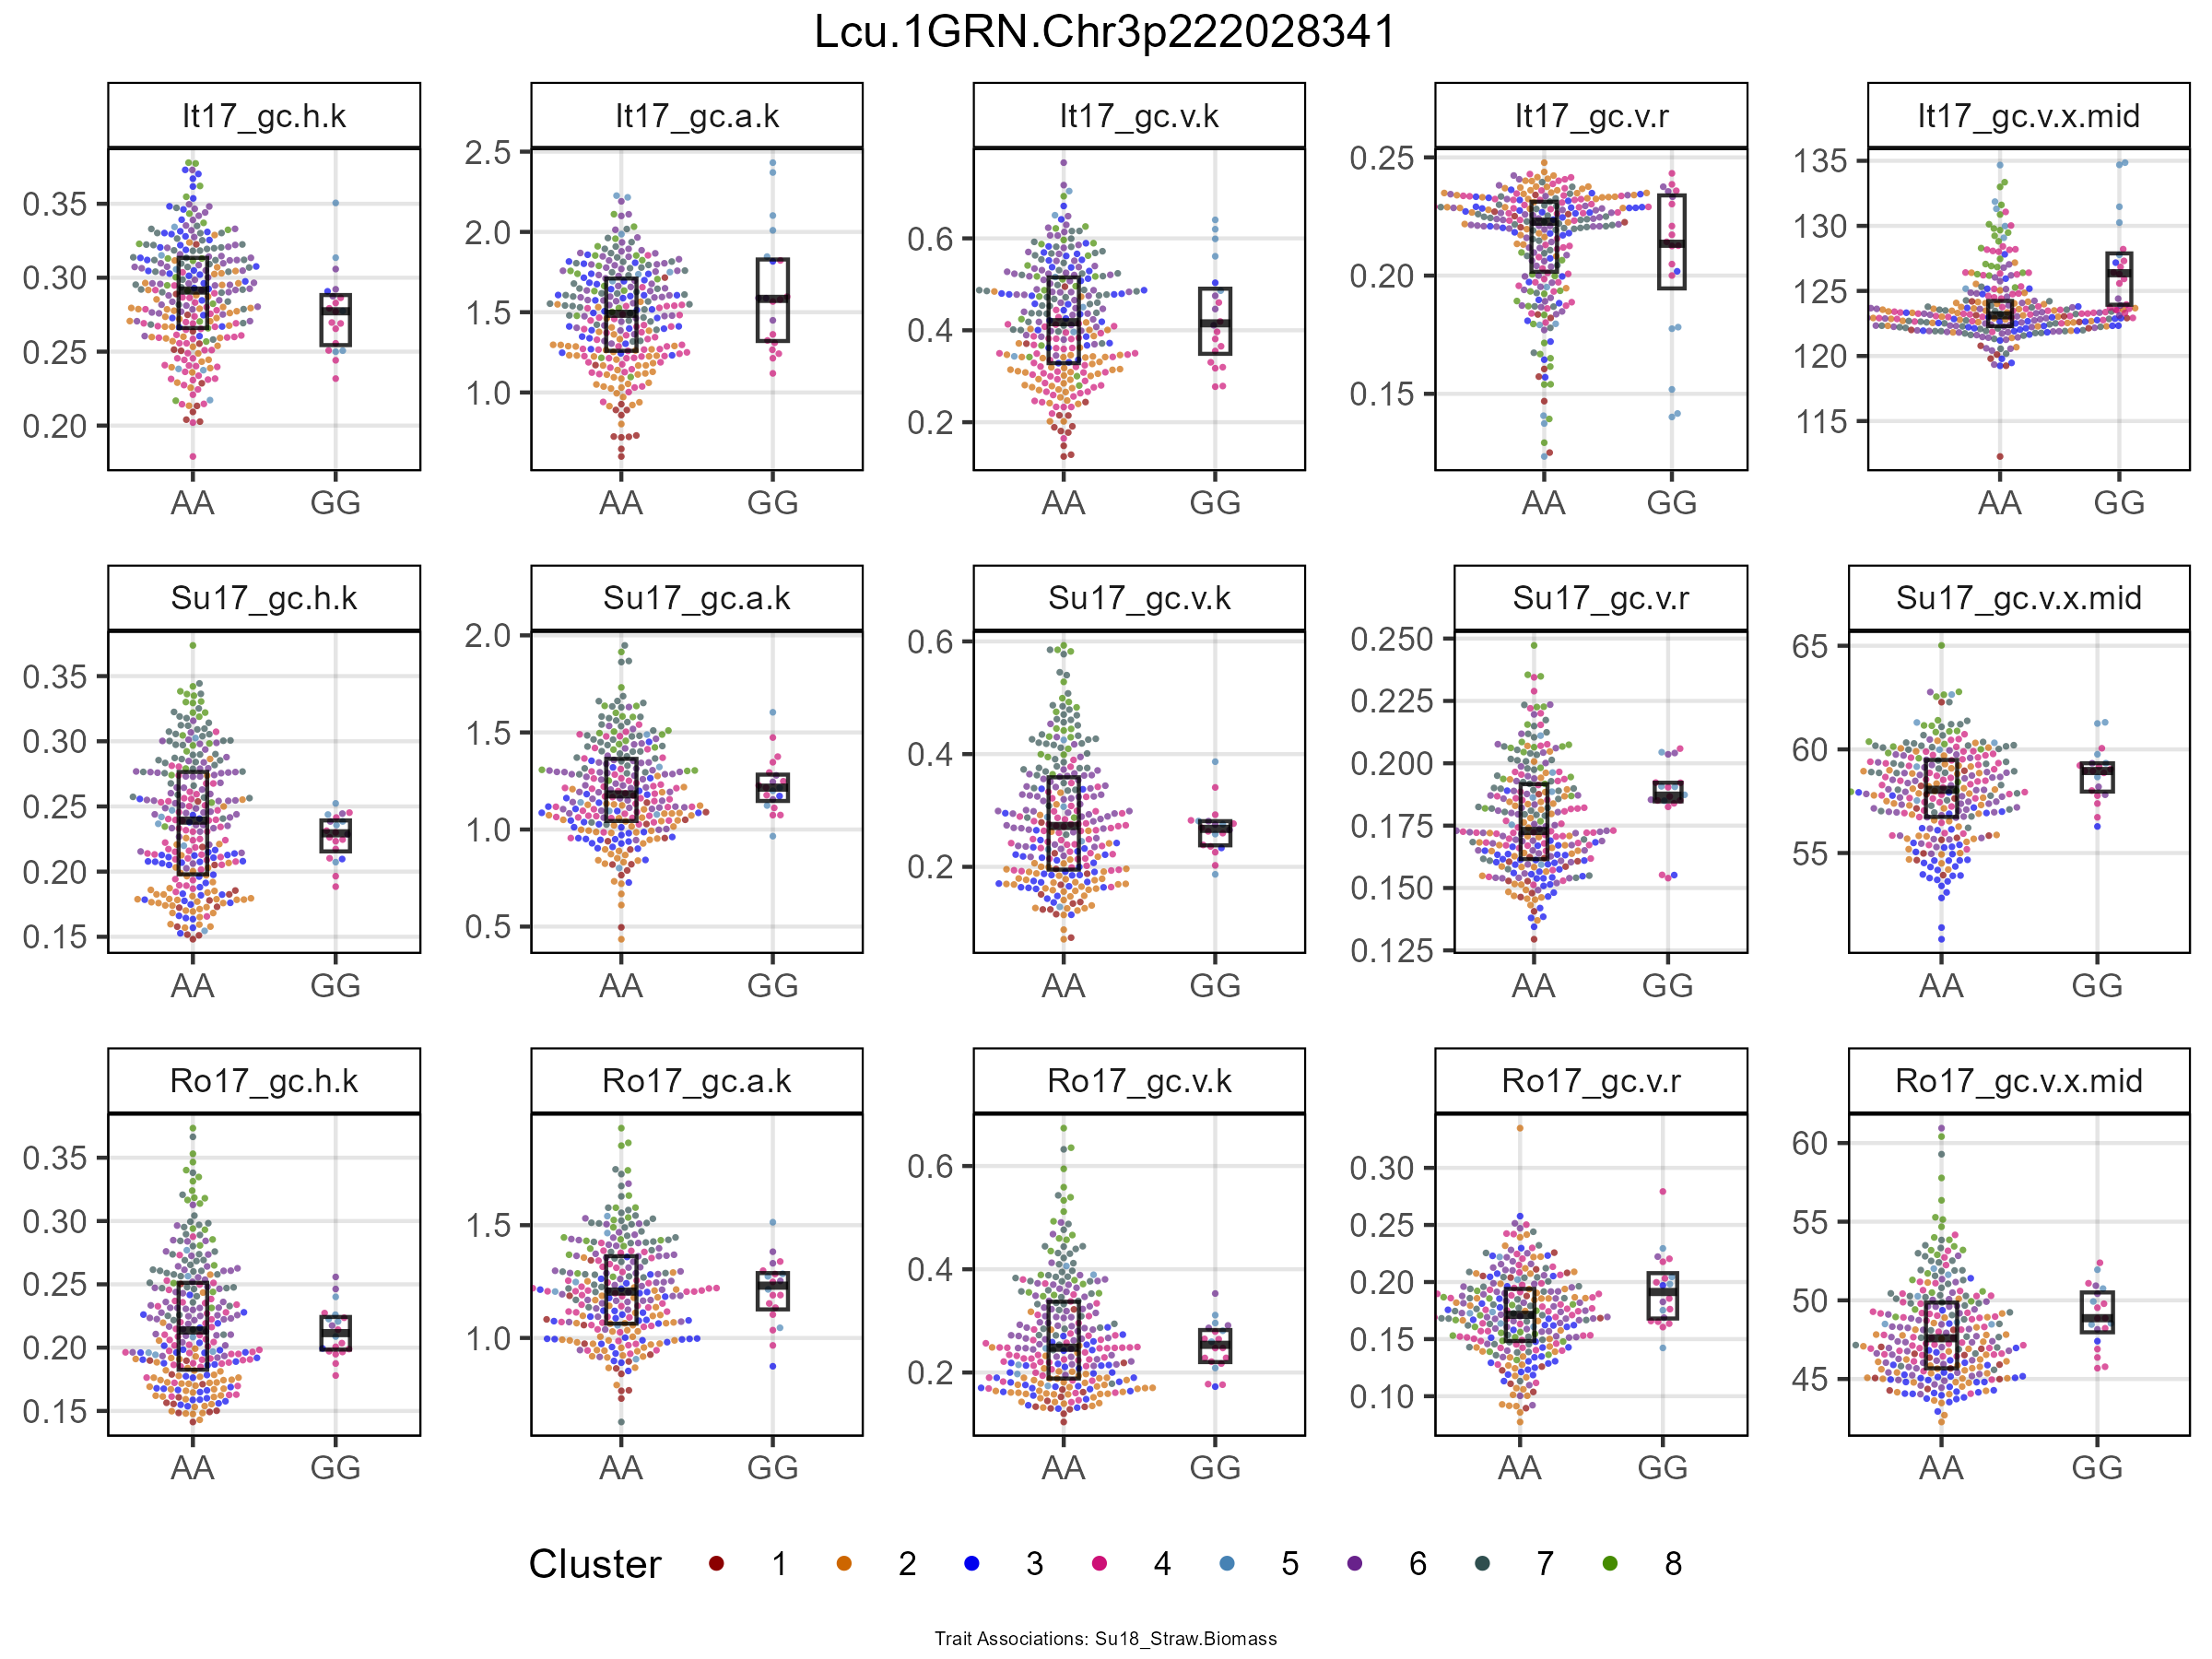 Lcu.1GRN.Chr3p222028341
It17_gc.h.k It17_gc.a.k It17_gc.v.k It17_gc.v.r It17_gc.v.x.mid
0.35 0.30 0.25 0.20
2.5 2.0 1.5 1.0
0.6 0.4 0.2
0.25 0.20 0.15
135 130 125 120 115
AA GG AA GG AA GG AA GG AA GG
Su17_gc.h.k Su17_gc.a.k Su17_gc.v.k Su17_gc.v.r Su17_gc.v.x.mid
0.35 0.30 0.25 0.20 0.15
2.0 1.5 1.0 0.5
0.6 0.4 0.2
0.250 0.225 0.200 0.175 0.150 0.125
65 60 55
AA GG AA GG AA GG AA GG AA GG
Ro17_gc.h.k Ro17_gc.a.k Ro17_gc.v.k Ro17_gc.v.r Ro17_gc.v.x.mid
0.35 0.30 0.25 0.20 0.15
1.5 1.0
0.6 0.4 0.2
0.30 0.25 0.20 0.15 0.10
60 55 50 45
AA GG AA GG AA GG AA GG AA GG
Cluster 1 2 3 4 5 6 7 8
Trait Associations: Su18_Straw.Biomass